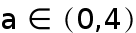 a ∈ (0,4)